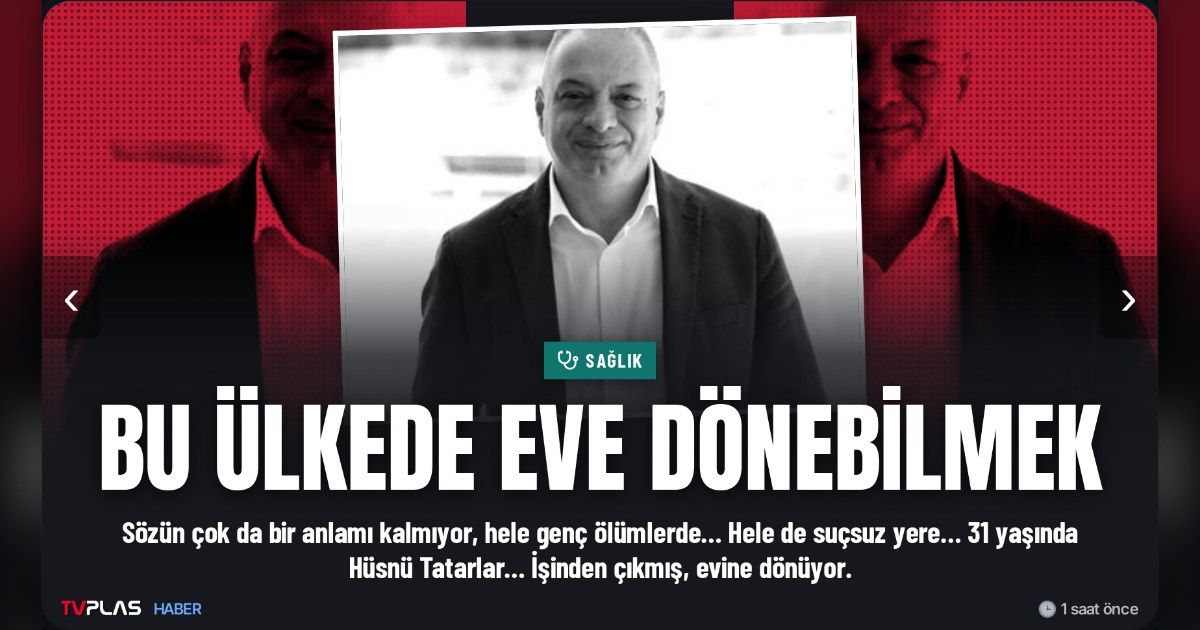 SAĞLIK
BU ÜLKEDE EVE DÖNEBİLMEK
Sözün çok da bir anlamı kalmıyor, hele genç ölümlerde... Hele de suçsuz yere... 31 yaşında
Hüsnü Tatarlar... İşinden çıkmış, evine dönüyor.
TVPLAS HABER
1 saat önce